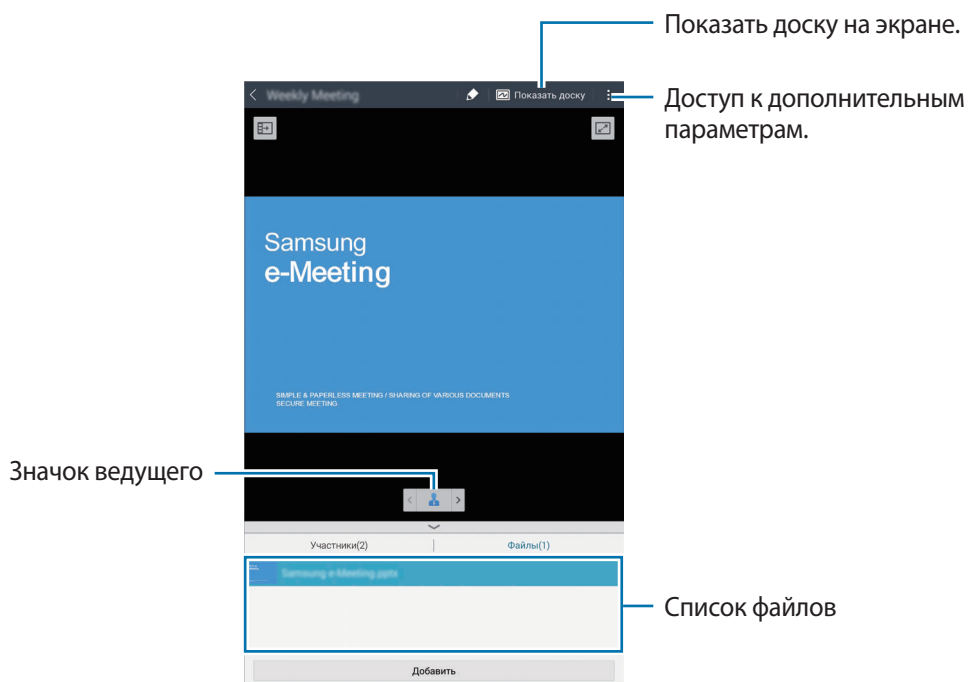 Показать доску на экране.
Weekly Meeting
Показать доску
Доступ к дополнительным
параметрам.
Samsung
e-Meeting
SIMPLE & PAPERLESS MEETING / SHARING OF VARIOUS DOCUMENTS
SECURE MEETING
Значок ведущего
Участники(2)
Файлы(1)
Samsung e-Meeting.pptx
Список файлов
Добавить